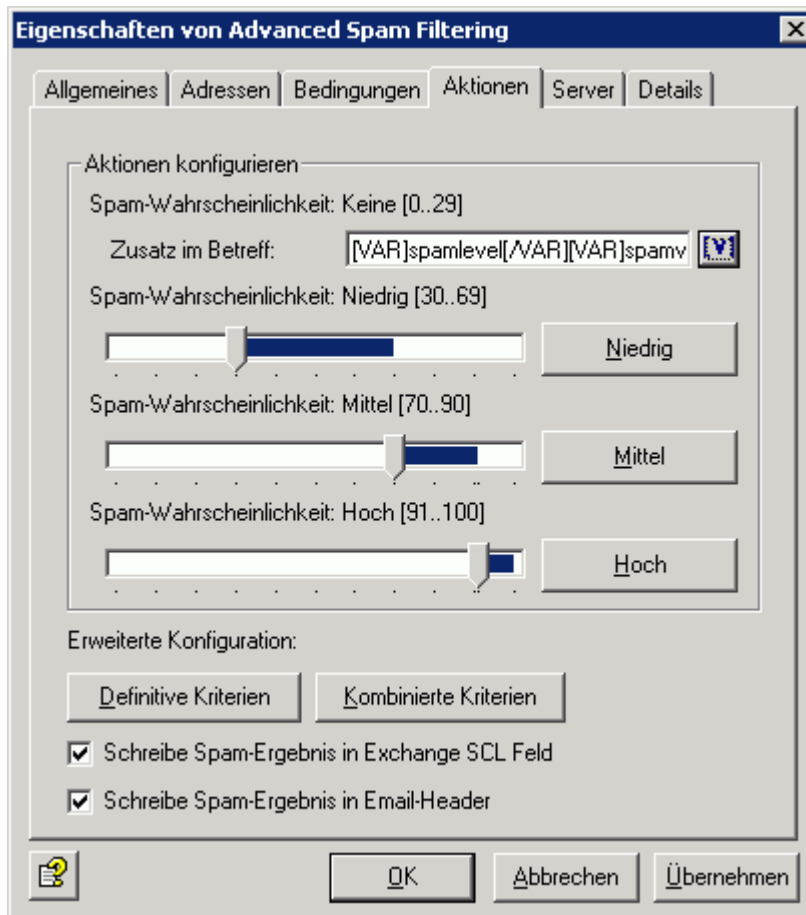 Eigenschaften von Advanced Spam Filtering
Allgemeines Adressen Bedingungen Aktionen Server Details
Aktionen konfigurieren
Spam-Wahrscheinlichkeit: Keine [0..29]
Zusatz im Betreff: [VAR]spamlevel[/VAR][VAR]spamv [V]
Spam-Wahrscheinlichkeit: Niedrig [30..69]
Niedrig
Spam-Wahrscheinlichkeit: Mittel [70..90]
Mittel
Spam-Wahrscheinlichkeit: Hoch [91..100]
Hoch
Erweiterte Konfiguration:
Definitive Kriterien Kombinierte Kriterien
Schreibe Spam-Ergebnis in Exchange SCL Feld
Schreibe Spam-Ergebnis in Email-Header
OK Abbrechen Übernehmen